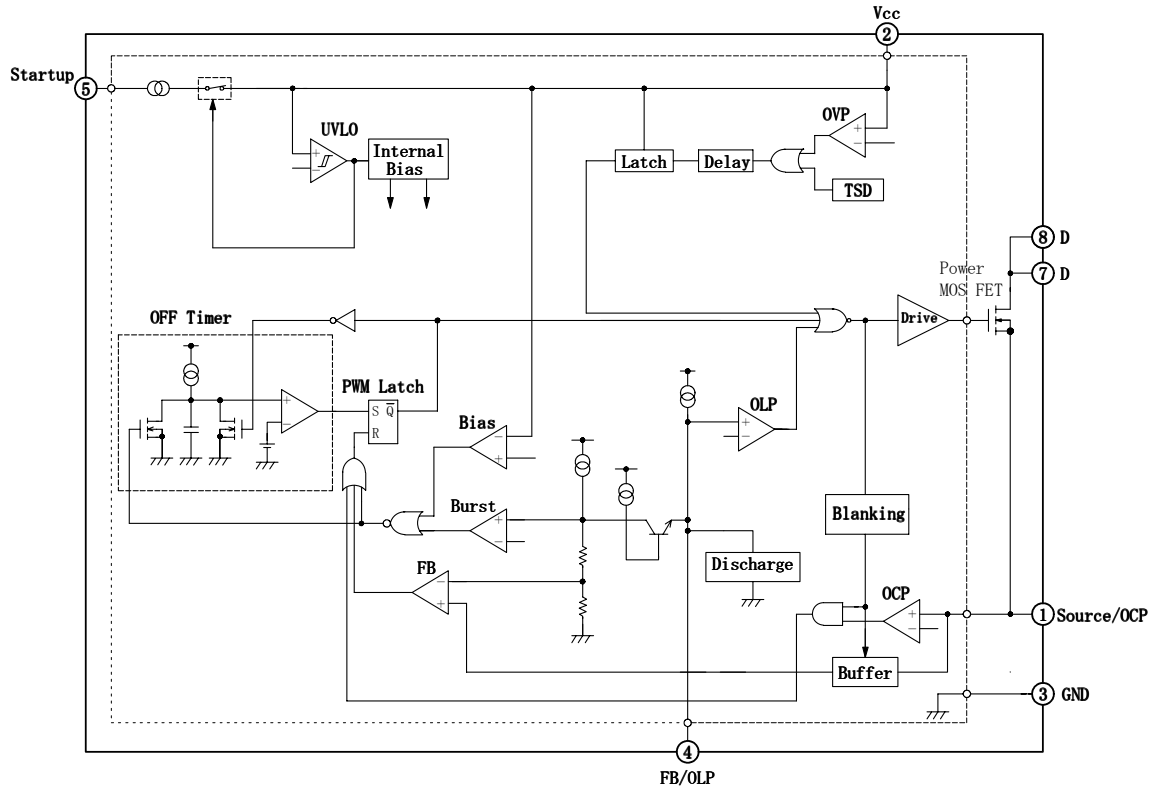 Vcc
2
Startup
5
OVP
+
−
UVLO
+
−
Internal
Bias
Latch
Delay
TSD
8 D
7 D
Power
MOS FET
OFF Timer
Drive
PWM Latch
+
−
S Q̅
R
OLP
+
−
Bias
−
+
Burst
+
−
Blanking
FB
−
+
Discharge
OCP
+
−
1 Source/OCP
Buffer
3 GND
4
FB/OLP